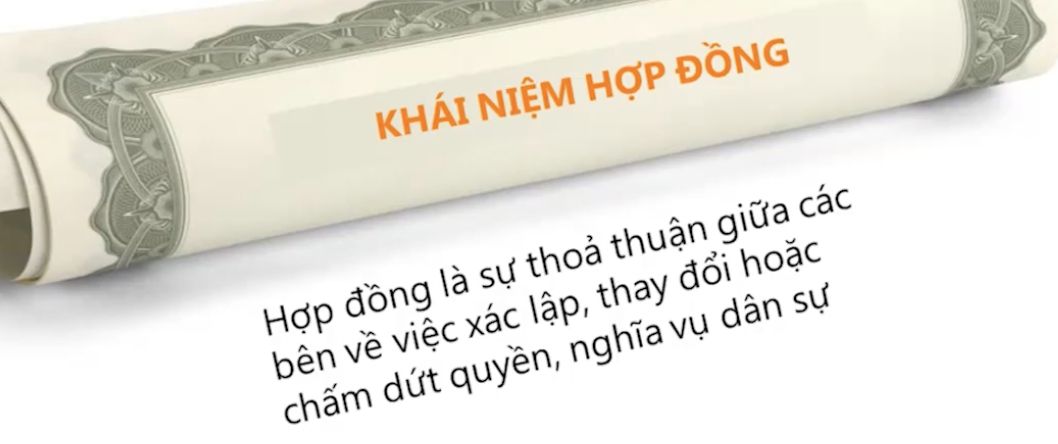 KHÁI NIỆM HỢP ĐỒNG
Hợp đồng là sự thoả thuận giữa các
bên về việc xác lập, thay đổi hoặc
chấm dứt quyền, nghĩa vụ dân sự